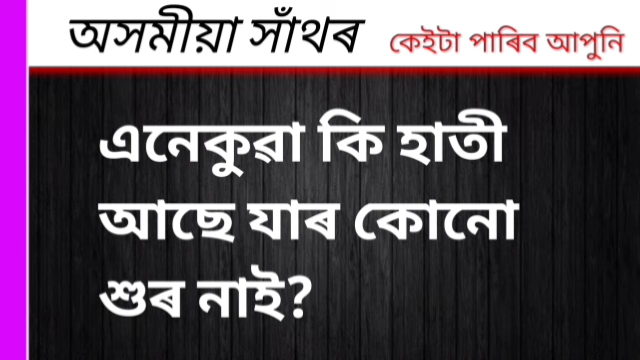 অসমীয়া সাঁথৰ কেইটা পাৰিব আপুনি
এনেকুৱা কি হাতী
আছে যাৰ কোনো
শুৰ নাই?